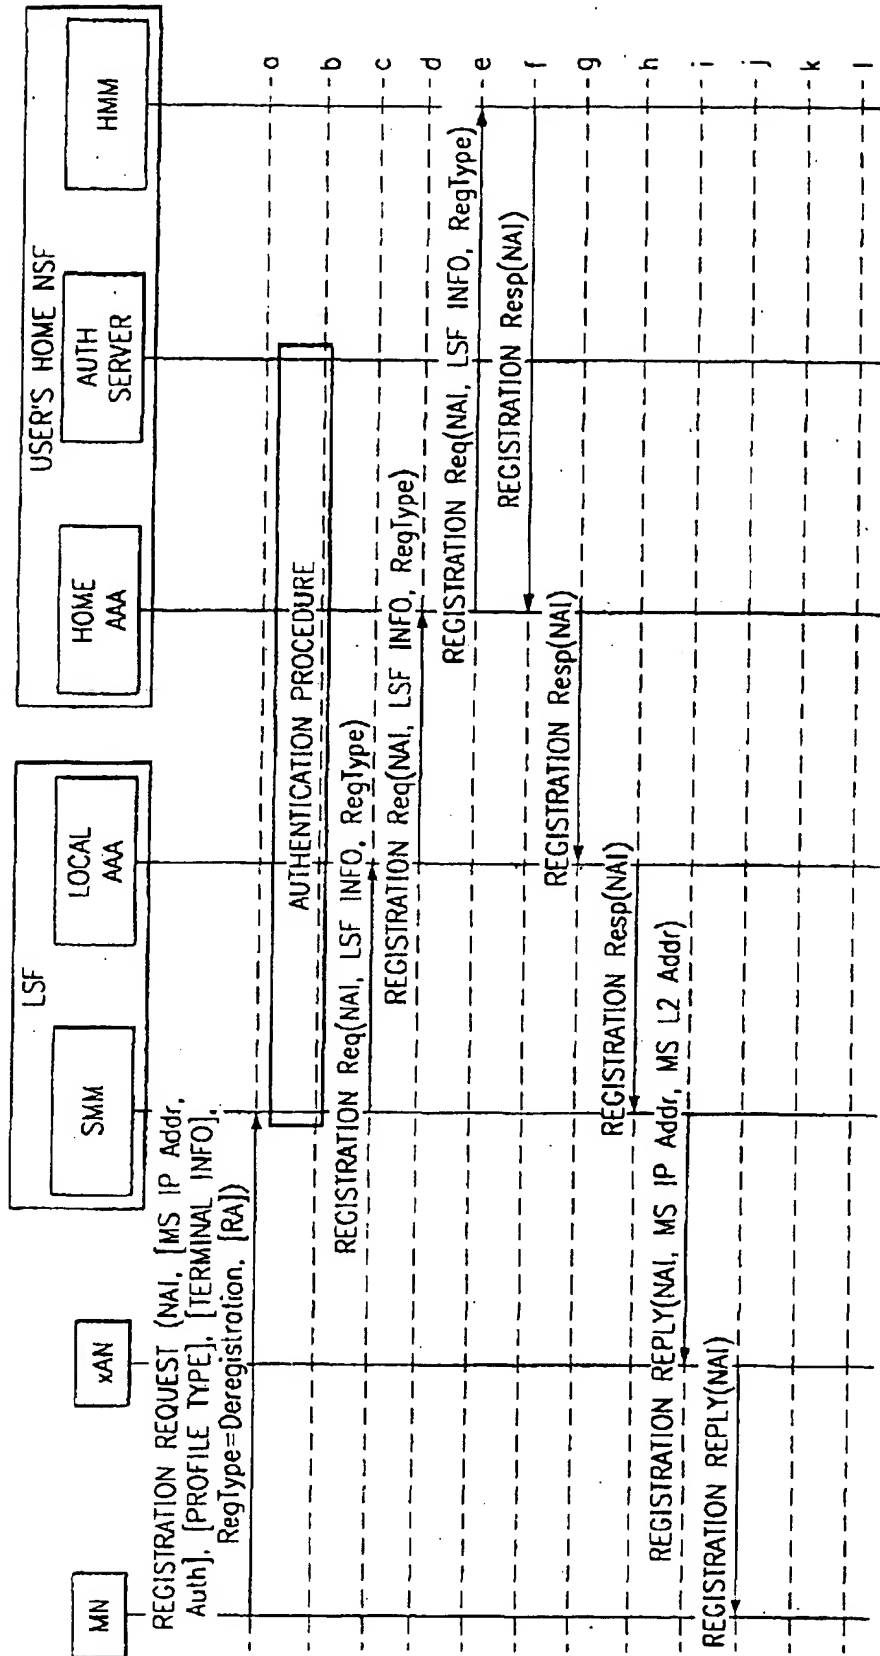 LSF
USER'S HOME NSF
MN
xAN
SMM
LOCAL
AAA
HOME
AAA
AUTH
SERVER
HMM
REGISTRATION REQUEST (NAI, [MS IP Addr,
Auth], [PROFILE TYPE], [TERMINAL INFO],
RegType=Deregistration, [RA])
a
AUTHENTICATION PROCEDURE
b
REGISTRATION Req(NAI, LSF INFO, RegType)
c
REGISTRATION Req(NAI, LSF INFO, RegType)
d
REGISTRATION Req(NAI, LSF INFO, RegType)
e
REGISTRATION Resp(NAI)
f
REGISTRATION Resp(NAI)
g
REGISTRATION Resp(NAI)
h
REGISTRATION REPLY(NAI, MS IP Addr, MS L2 Addr)
i
REGISTRATION REPLY(NAI)
j
k
l